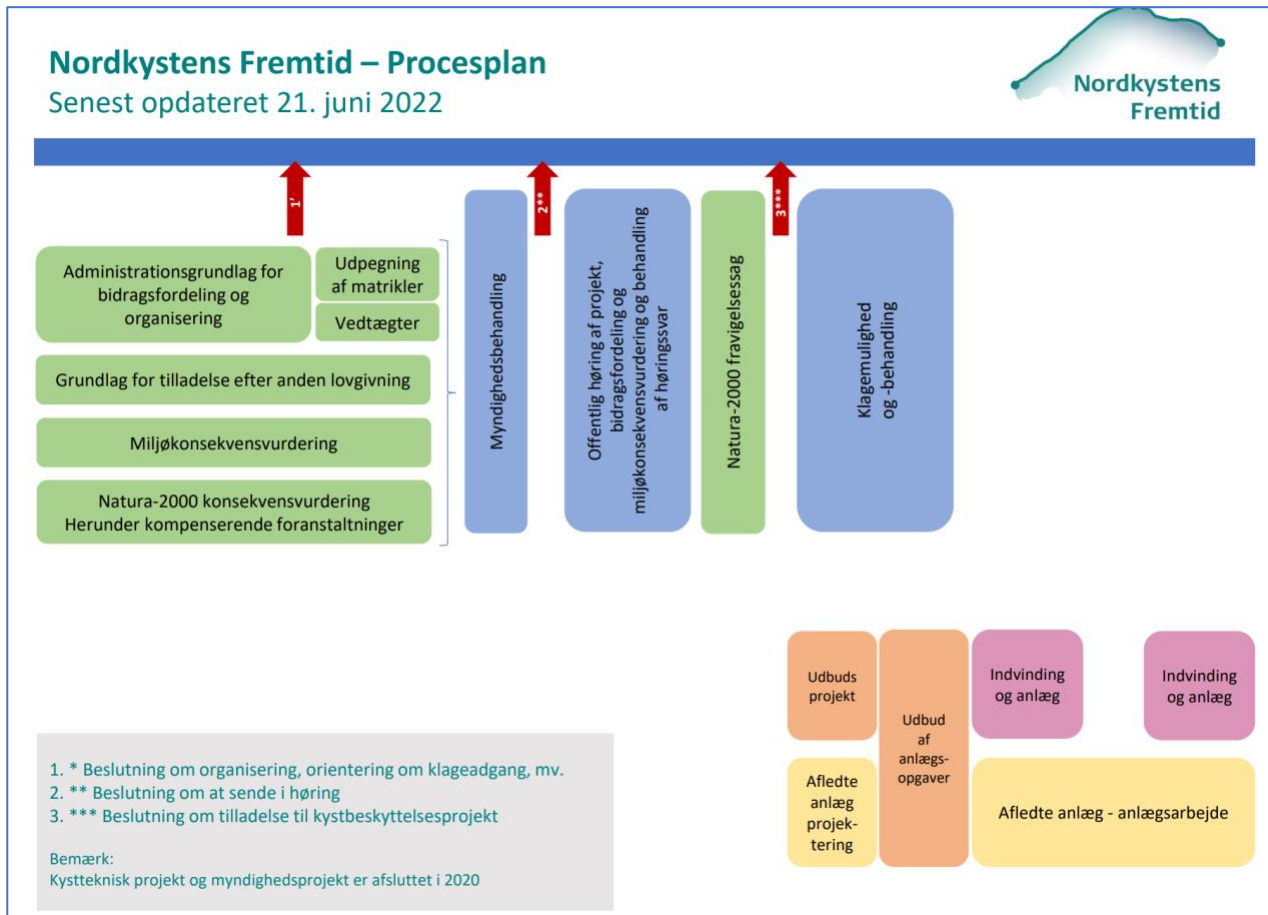 Nordkystens Fremtid – Procesplan
Senest opdateret 21. juni 2022
Nordkystens
Fremtid
1'
2**
3***
Administrationsgrundlag for
bidragsfordeling og
organisering
Udpegning
af matrikler
Vedtægter
Grundlag for tilladelse efter anden lovgivning
Miljøkonsekvensvurdering
Natura-2000 konsekvensvurdering
Herunder kompenserende foranstaltninger
Myndighedsbehandling
Offentlig høring af projekt,
bidragsfordeling og
miljøkonsekvensvurdering og behandling
af høringssvar
Natura-2000 fravigelsessag
Klagemulighed
og -behandling
Udbuds
projekt
Udbud
af
anlægs-
opgaver
Indvinding
og anlæg
Indvinding
og anlæg
Afledte
anlæg
projek-
tering
Afledte anlæg - anlægsarbejde
1. * Beslutning om organisering, orientering om klageadgang, mv.
2. ** Beslutning om at sende i høring
3. *** Beslutning om tilladelse til kystbeskyttelsesprojekt
Bemærk:
Kystteknisk projekt og myndighedsprojekt er afsluttet i 2020